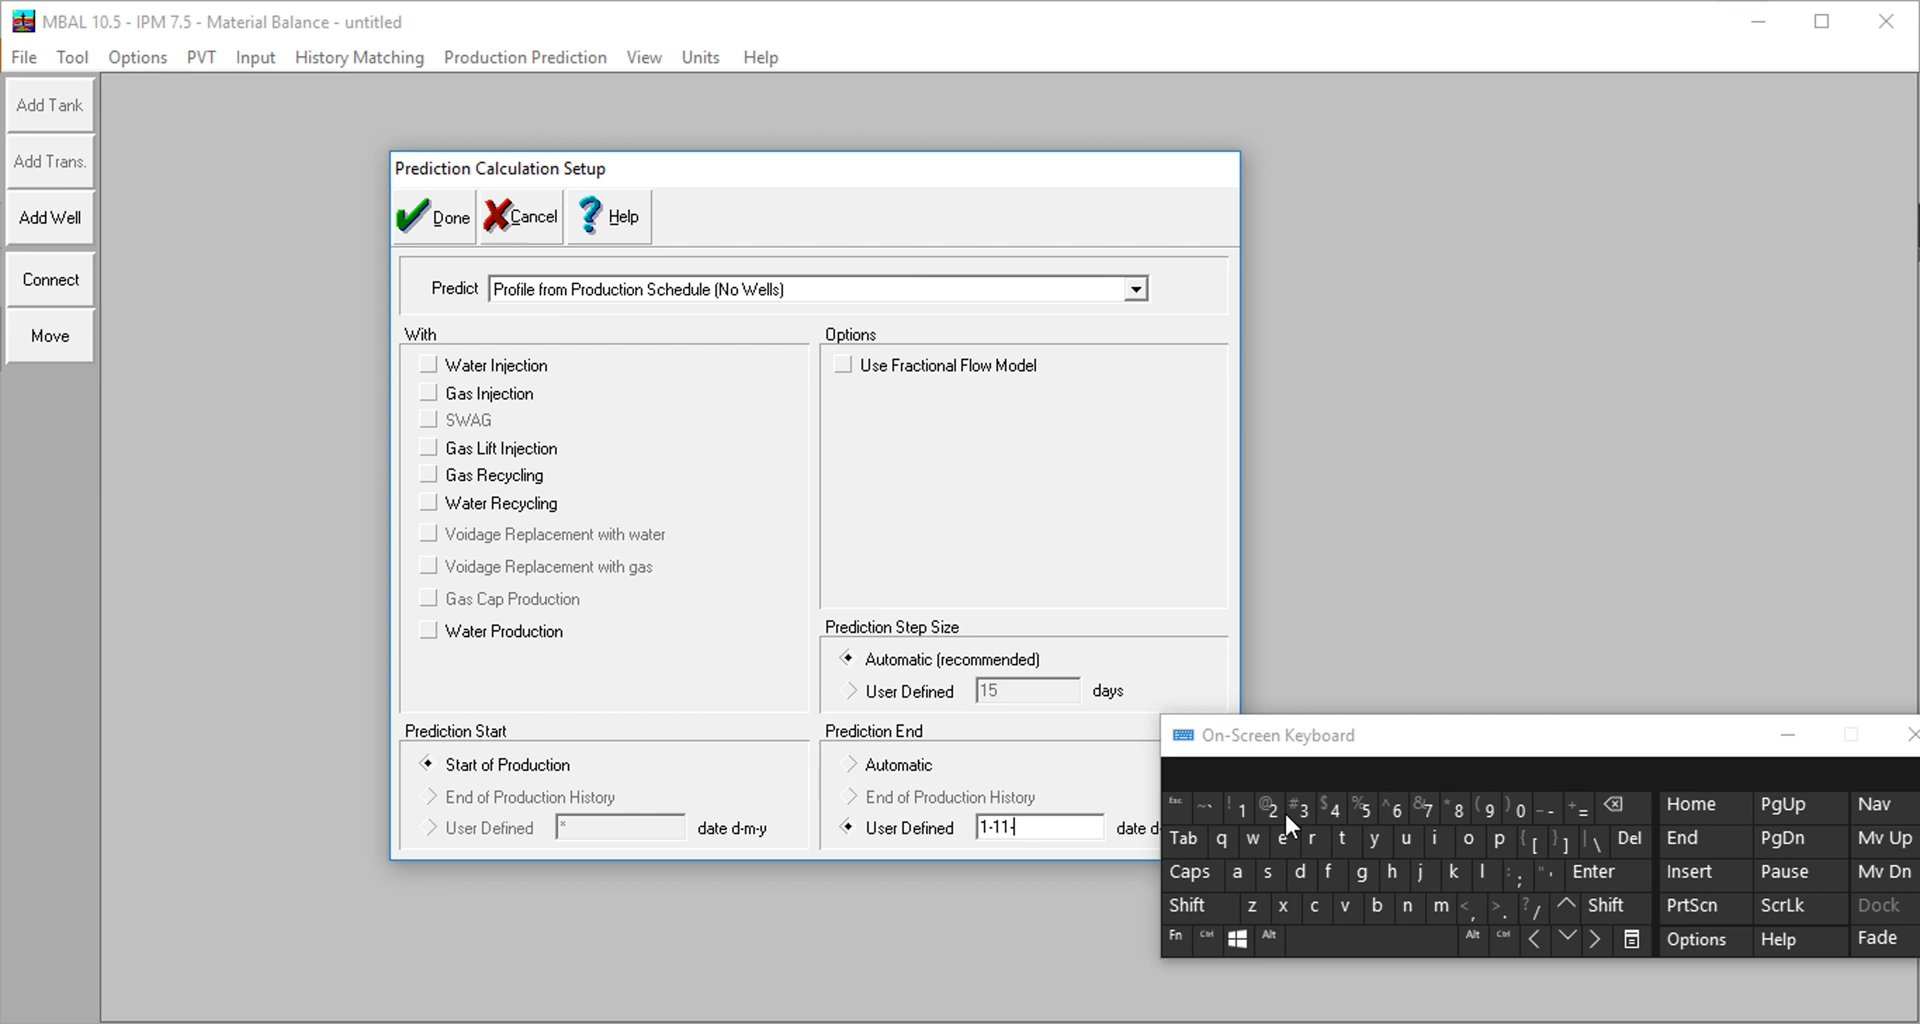 MBAL 10.5 - IPM 7.5 - Material Balance - untitled
File Tool Options PVT Input History Matching Production Prediction View Units Help
Add Tank
Add Trans.
Add Well
Connect
Move
Prediction Calculation Setup
Done Cancel Help
Predict Profile from Production Schedule (No Wells)
With
Water Injection
Gas Injection
SWAG
Gas Lift Injection
Gas Recycling
Water Recycling
Voidage Replacement with water
Voidage Replacement with gas
Gas Cap Production
Water Production
Options
Use Fractional Flow Model
Prediction Step Size
Automatic (recommended)
User Defined 15 days
Prediction Start
Start of Production
End of Production History
User Defined * date d-m-y
Prediction End
Automatic
End of Production History
User Defined 1-11- date d-
On-Screen Keyboard
Esc ~ ` ! 1 @ 2 # 3 $ 4 % 5 ^ 6 & 7 * 8 ( 9 ) 0 _ - + = Home PgUp Nav
Tab q w e r t y u i o p { [ } ] | \ Del End PgDn Mv Up
Caps a s d f g h j k l : ; " ' Enter Insert Pause Mv Dn
Shift z x c v b n m < , > . ? / Shift PrtScn ScrLk Dock
Fn Ctrl Alt Alt Ctrl Options Help Fade